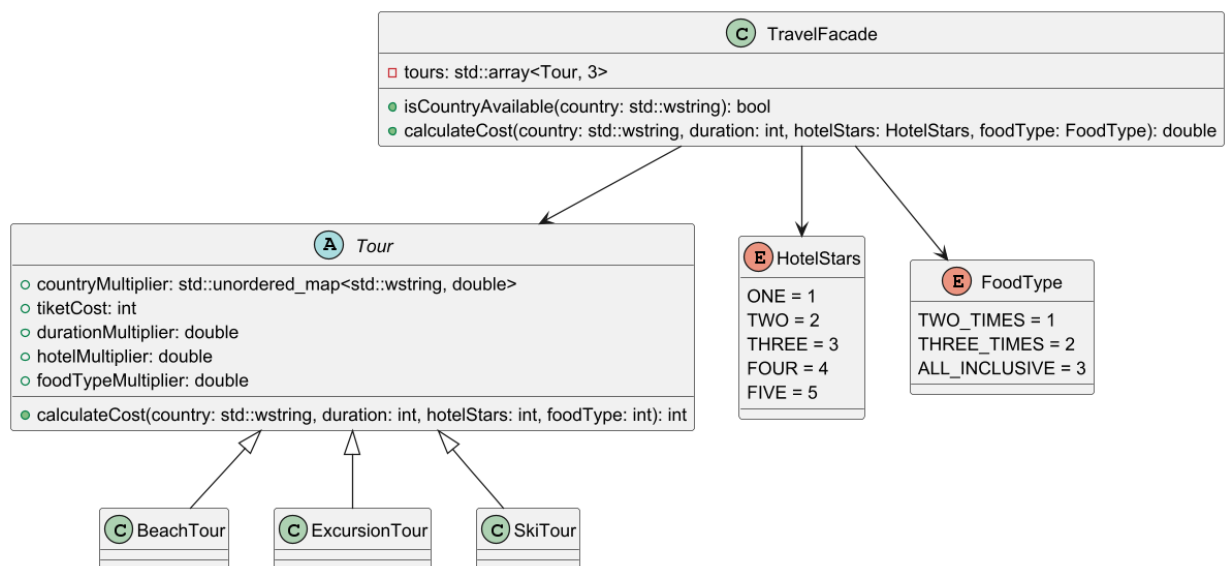 C TravelFacade
tours: std::array<Tour, 3>
isCountryAvailable(country: std::wstring): bool
calculateCost(country: std::wstring, duration: int, hotelStars: HotelStars, foodType: FoodType): double
A Tour
countryMultiplier: std::unordered_map<std::wstring, double>
tiketCost: int
durationMultiplier: double
hotelMultiplier: double
foodTypeMultiplier: double
calculateCost(country: std::wstring, duration: int, hotelStars: int, foodType: int): int
E HotelStars
ONE = 1
TWO = 2
THREE = 3
FOUR = 4
FIVE = 5
E FoodType
TWO_TIMES = 1
THREE_TIMES = 2
ALL_INCLUSIVE = 3
C BeachTour
C ExcursionTour
C SkiTour